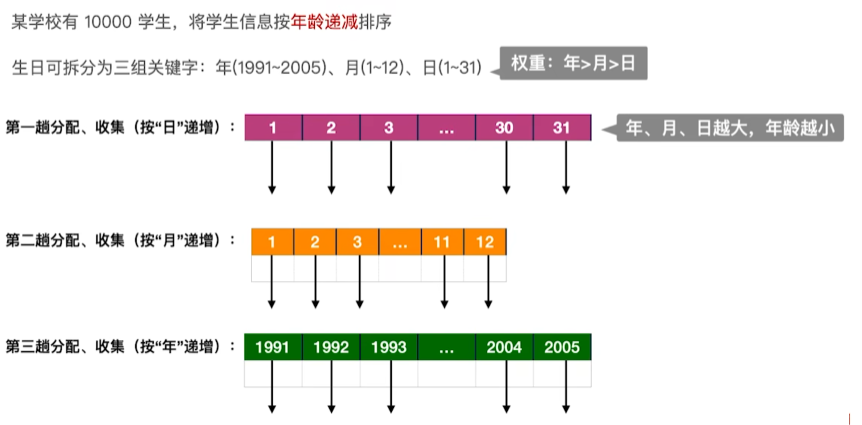 某学校有 10000 学生，将学生信息按年龄递减排序
生日可拆分为三组关键字：年(1991~2005)、月(1~12)、日(1~31)
权重：年>月>日
第一趟分配、收集（按“日”递增）：
1 2 3 ... 30 31
年、月、日越大，年龄越小
第二趟分配、收集（按“月”递增）：
1 2 3 ... 11 12
第三趟分配、收集（按“年”递增）：
1991 1992 1993 ... 2004 2005